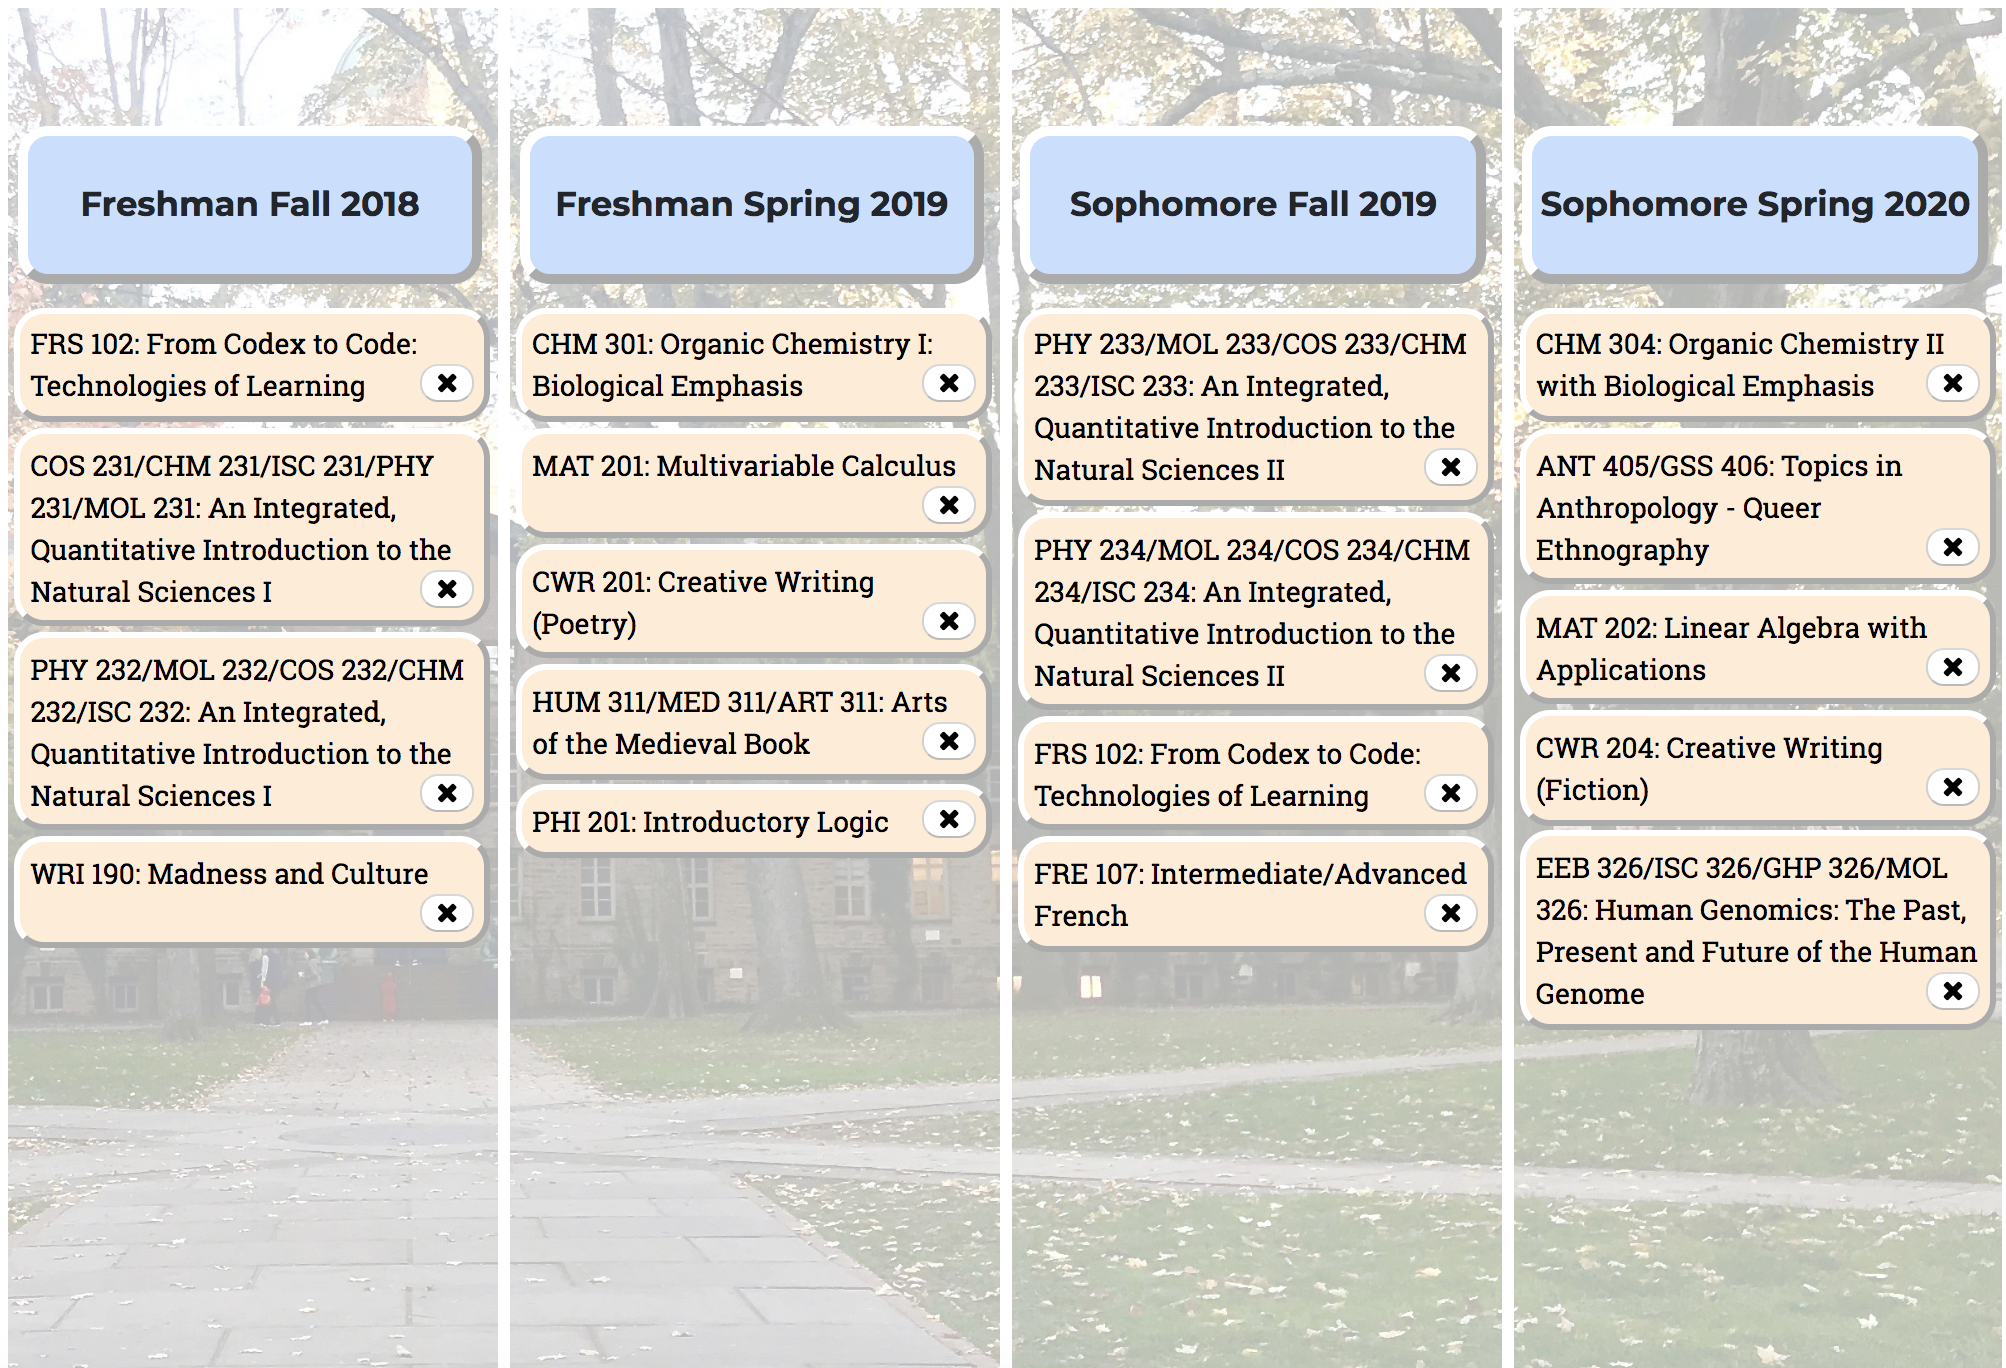 Freshman Fall 2018
FRS 102: From Codex to Code:
Technologies of Learning
COS 231/CHM 231/ISC 231/PHY
231/MOL 231: An Integrated,
Quantitative Introduction to the
Natural Sciences I
PHY 232/MOL 232/COS 232/CHM
232/ISC 232: An Integrated,
Quantitative Introduction to the
Natural Sciences I
WRI 190: Madness and Culture
Freshman Spring 2019
CHM 301: Organic Chemistry I:
Biological Emphasis
MAT 201: Multivariable Calculus
CWR 201: Creative Writing
(Poetry)
HUM 311/MED 311/ART 311: Arts
of the Medieval Book
PHI 201: Introductory Logic
Sophomore Fall 2019
PHY 233/MOL 233/COS 233/CHM
233/ISC 233: An Integrated,
Quantitative Introduction to the
Natural Sciences II
PHY 234/MOL 234/COS 234/CHM
234/ISC 234: An Integrated,
Quantitative Introduction to the
Natural Sciences II
FRS 102: From Codex to Code:
Technologies of Learning
FRE 107: Intermediate/Advanced
French
Sophomore Spring 2020
CHM 304: Organic Chemistry II
with Biological Emphasis
ANT 405/GSS 406: Topics in
Anthropology - Queer
Ethnography
MAT 202: Linear Algebra with
Applications
CWR 204: Creative Writing
(Fiction)
EEB 326/ISC 326/GHP 326/MOL
326: Human Genomics: The Past,
Present and Future of the Human
Genome